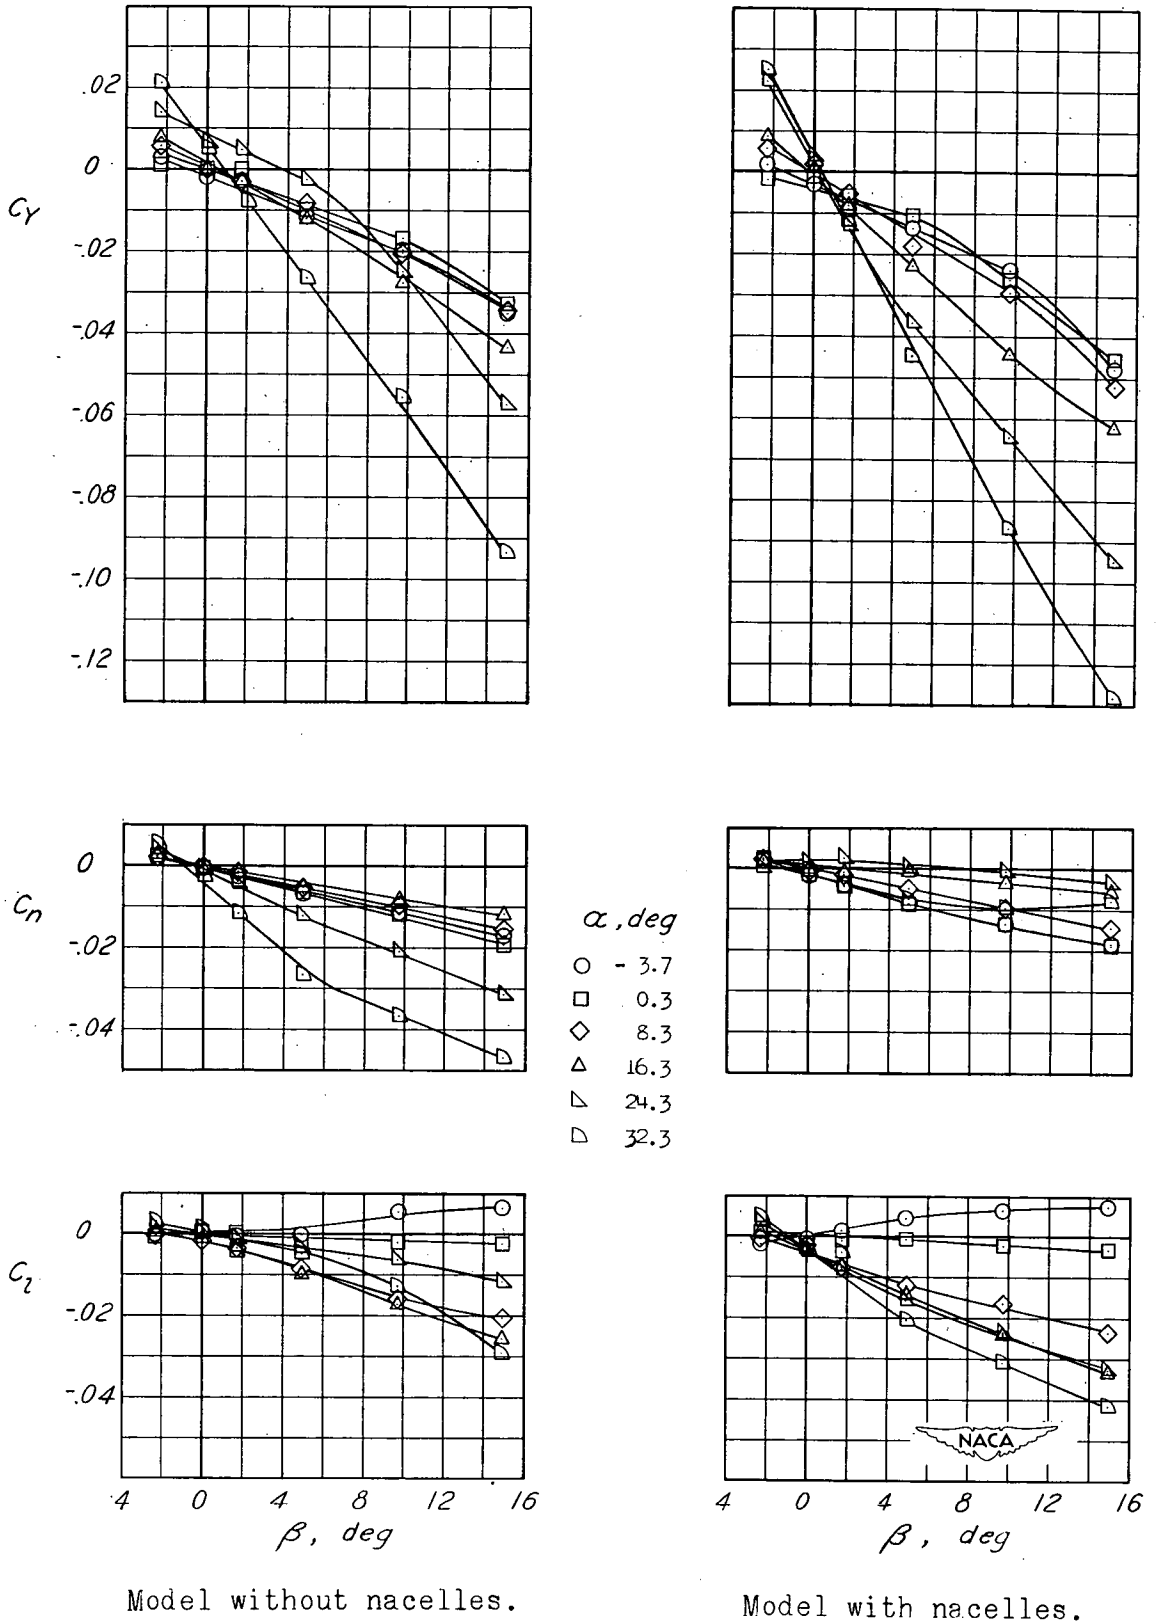 .02
0
C_Y
-.02
-.04
-.06
-.08
-.10
-.12
0
C_n
-.02
-.04
α, deg
- 3.7
0.3
8.3
16.3
24.3
32.3
0
C_l
-.02
-.04
NACA
4 0 4 8 12 16
β, deg
4 0 4 8 12 16
β, deg
Model without nacelles.
Model with nacelles.